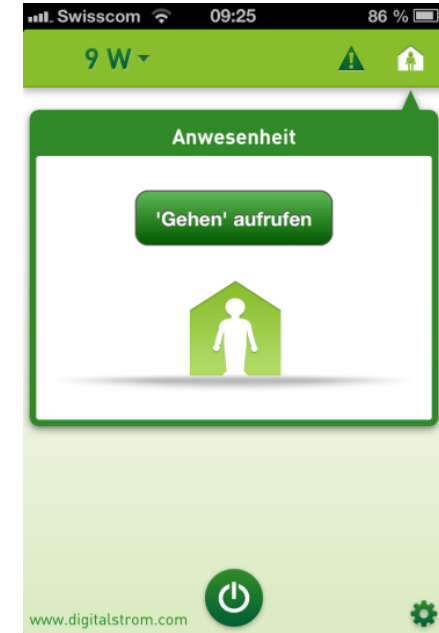 Swisscom 09:25 86 %
9 W
Anwesenheit
'Gehen' aufrufen
www.digitalstrom.com